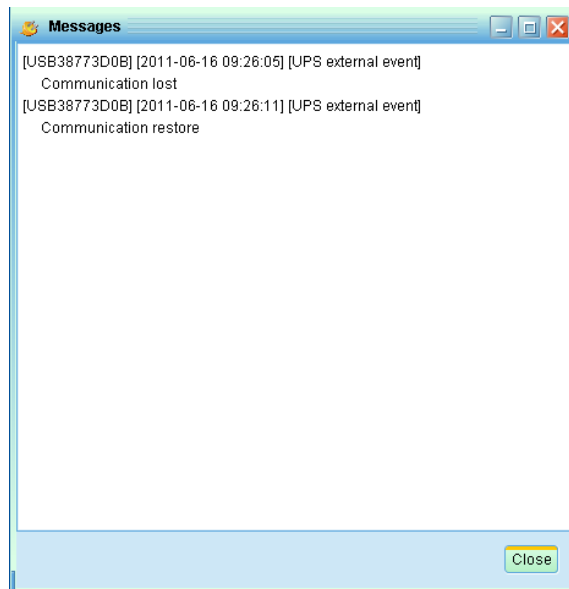 Messages
[USB38773D0B] [2011-06-16 09:26:05] [UPS external event]
Communication lost
[USB38773D0B] [2011-06-16 09:26:11] [UPS external event]
Communication restore
Close